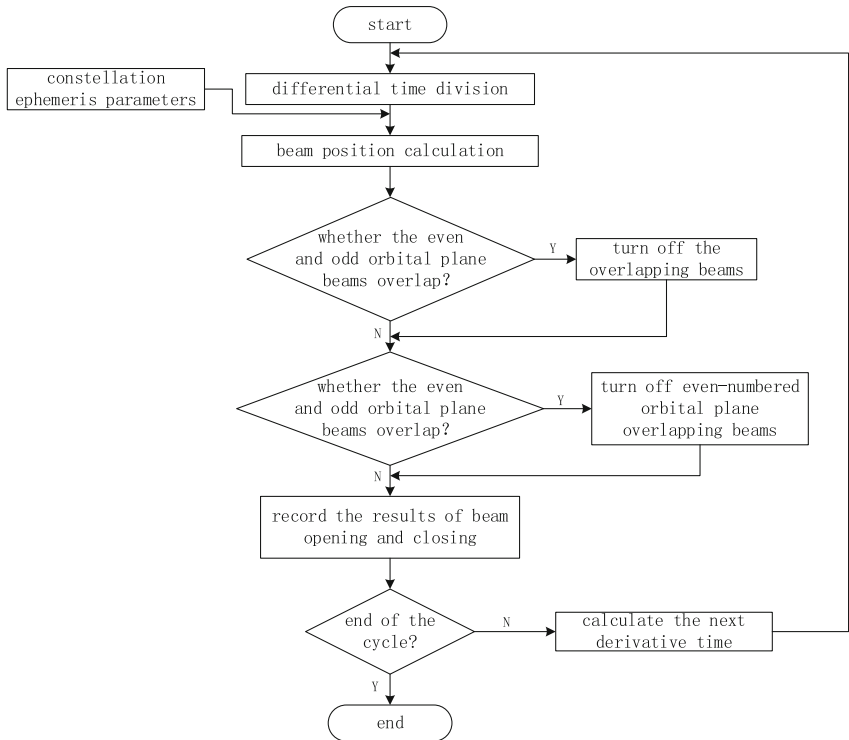 start
constellation
ephemeris parameters
differential time division
beam position calculation
whether the even
and odd orbital plane
beams overlap?
Y
turn off the
overlapping beams
N
whether the even
and odd orbital plane
beams overlap?
Y
turn off even-numbered
orbital plane
overlapping beams
N
record the results of beam
opening and closing
end of the
cycle?
N
calculate the next
derivative time
Y
end